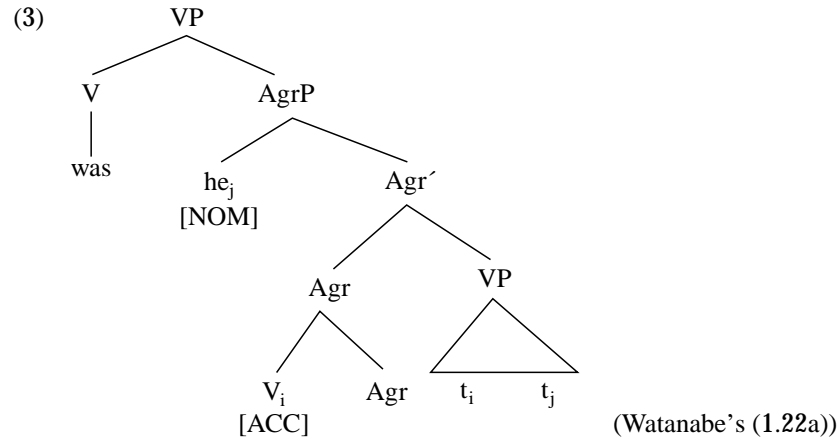 (3) VP
V AgrP
was he_j Agr´
[NOM]
Agr VP
V_i Agr t_i t_j
[ACC] (Watanabe's (1.22a))